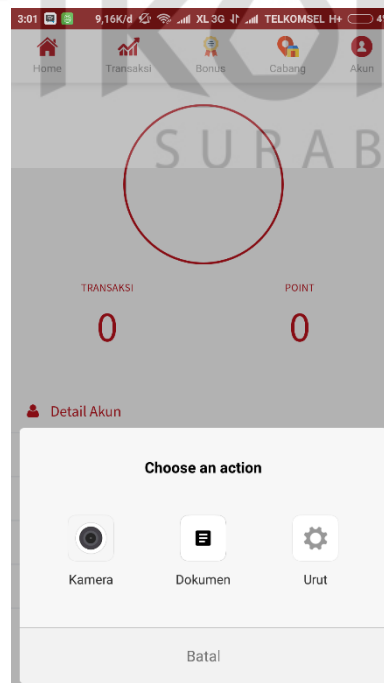 3:01 9,16K/d XL 3G TELKOMSEL H+
Home Transaksi Bonus Cabang Akun
SURAB
TRANSAKSI POINT
0 0
Detail Akun
Choose an action
Kamera Dokumen Urut
Batal